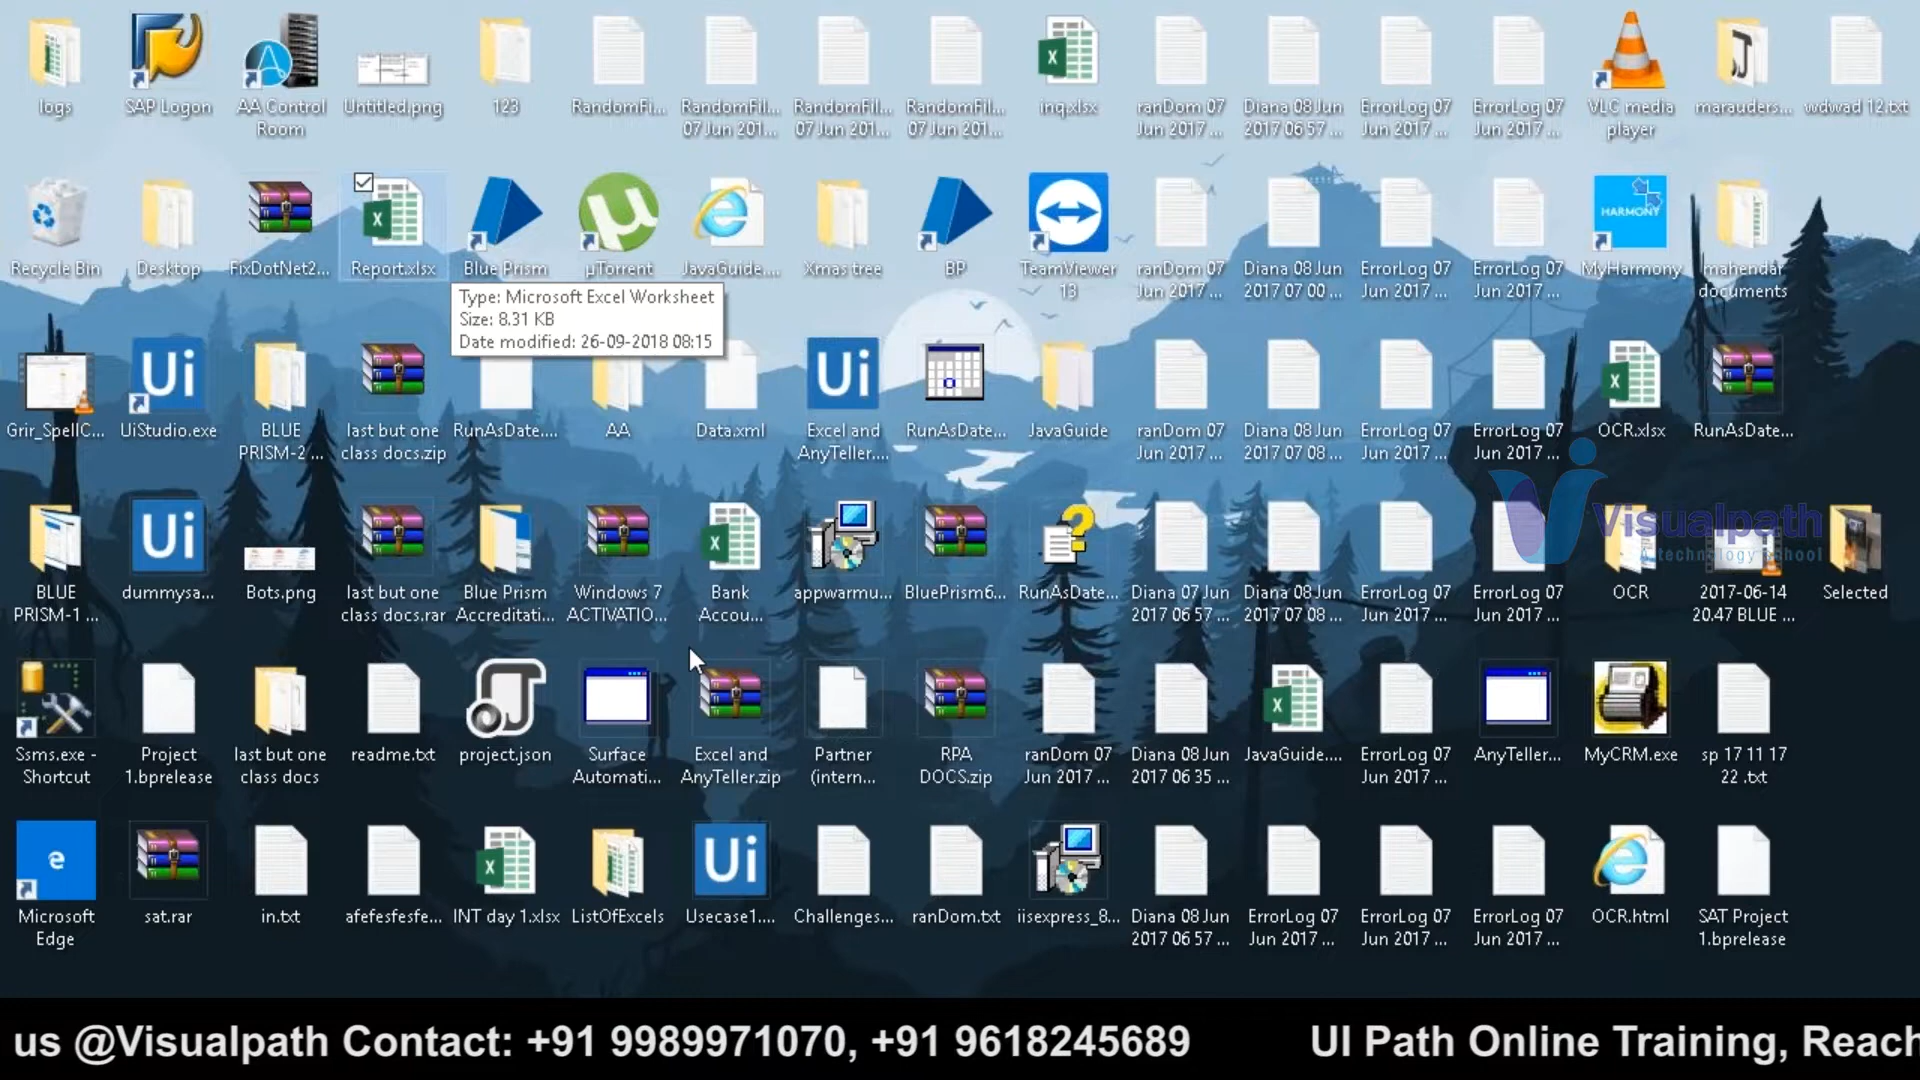 logs
SAP Logon
AA Control
Room
Untitled.png
123
RandomFi...
RandomFil...
07 Jun 201...
RandomFil...
07 Jun 201...
RandomFil...
07 Jun 201...
inq.xlsx
ranDom 07
Jun 2017 ...
Diana 08 Jun
2017 06 57 ...
ErrorLog 07
Jun 2017 ...
ErrorLog 07
Jun 2017 ...
VLC media
player
marauders...
wdwad 12.txt
Recycle Bin
Desktop
FixDotNet2...
Report.xlsx
Blue Prism
µTorrent
JavaGuide....
Xmas tree
BP
TeamViewer
13
ranDom 07
Jun 2017 ...
Diana 08 Jun
2017 07 00 ...
ErrorLog 07
Jun 2017 ...
ErrorLog 07
Jun 2017 ...
HARMONY
MyHarmony
mahendar
documents
Type: Microsoft Excel Worksheet
Size: 8.31 KB
Date modified: 26-09-2018 08:15
Grir_SpellC...
Ui
UiStudio.exe
BLUE
PRISM-2 ...
last but one
class docs.zip
RunAsDate....
AA
Data.xml
Ui
Excel and
AnyTeller....
RunAsDate...
JavaGuide
ranDom 07
Jun 2017 ...
Diana 08 Jun
2017 07 08 ...
ErrorLog 07
Jun 2017 ...
ErrorLog 07
Jun 2017 ...
OCR.xlsx
RunAsDate...
Visualpath
A technology School
BLUE
PRISM-1 ...
Ui
dummysa...
Bots.png
last but one
class docs.rar
Blue Prism
Accreditati...
Windows 7
ACTIVATIO...
Bank
Accou...
appwarmu...
BluePrism6...
RunAsDate...
Diana 07 Jun
2017 06 57 ...
Diana 08 Jun
2017 07 08 ...
ErrorLog 07
Jun 2017 ...
ErrorLog 07
Jun 2017 ...
OCR
2017-06-14
20.47 BLUE ...
Selected
Ssms.exe -
Shortcut
Project
1.bprelease
last but one
class docs
readme.txt
project.json
Surface
Automati...
Excel and
AnyTeller.zip
Partner
(intern...
RPA
DOCS.zip
ranDom 07
Jun 2017 ...
Diana 08 Jun
2017 06 35 ...
JavaGuide....
ErrorLog 07
Jun 2017 ...
AnyTeller...
MyCRM.exe
sp 17 11 17
22 .txt
Microsoft
Edge
sat.rar
in.txt
afefesfesfe...
INT day 1.xlsx
ListOfExcels
Ui
Usecase1....
Challenges...
ranDom.txt
iisexpress_8...
Diana 08 Jun
2017 06 57 ...
ErrorLog 07
Jun 2017 ...
ErrorLog 07
Jun 2017 ...
ErrorLog 07
Jun 2017 ...
OCR.html
SAT Project
1.bprelease
us @Visualpath Contact: +91 9989971070, +91 9618245689 UI Path Online Training, Reach